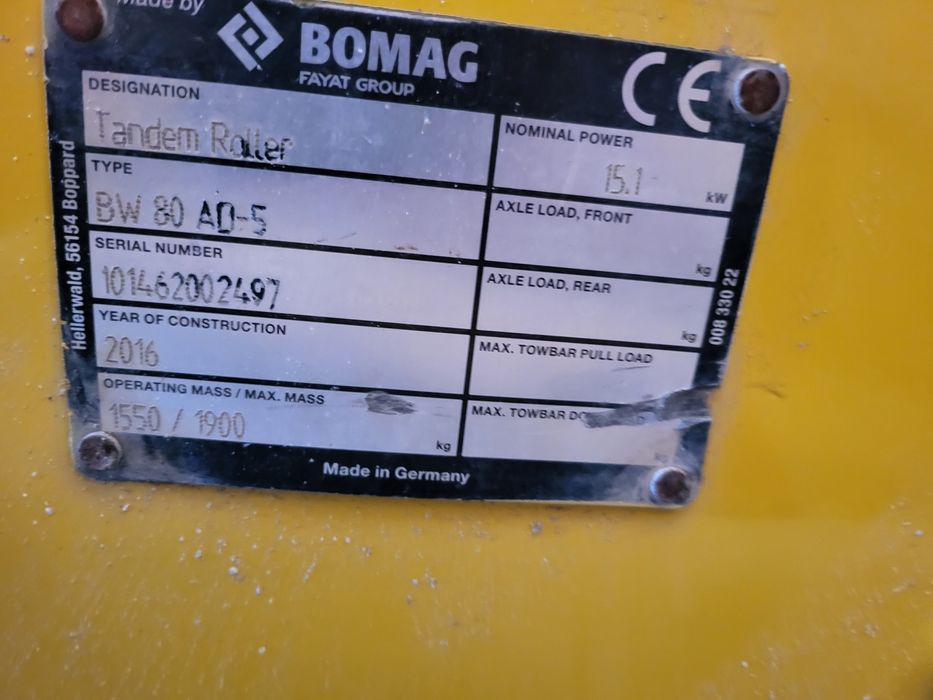 Made by
BOMAG
FAYAT GROUP
CE
DESIGNATION
Tandem Roller
TYPE
BW 80 AD-5
SERIAL NUMBER
101462002497
YEAR OF CONSTRUCTION
2016
OPERATING MASS / MAX. MASS
1550 / 1900
kg
NOMINAL POWER
15.1
kW
AXLE LOAD, FRONT
kg
AXLE LOAD, REAR
kg
MAX. TOWBAR PULL LOAD
MAX. TOWBAR
kg
Made in Germany
Hellerwald, 56154 Boppard
008 330 22